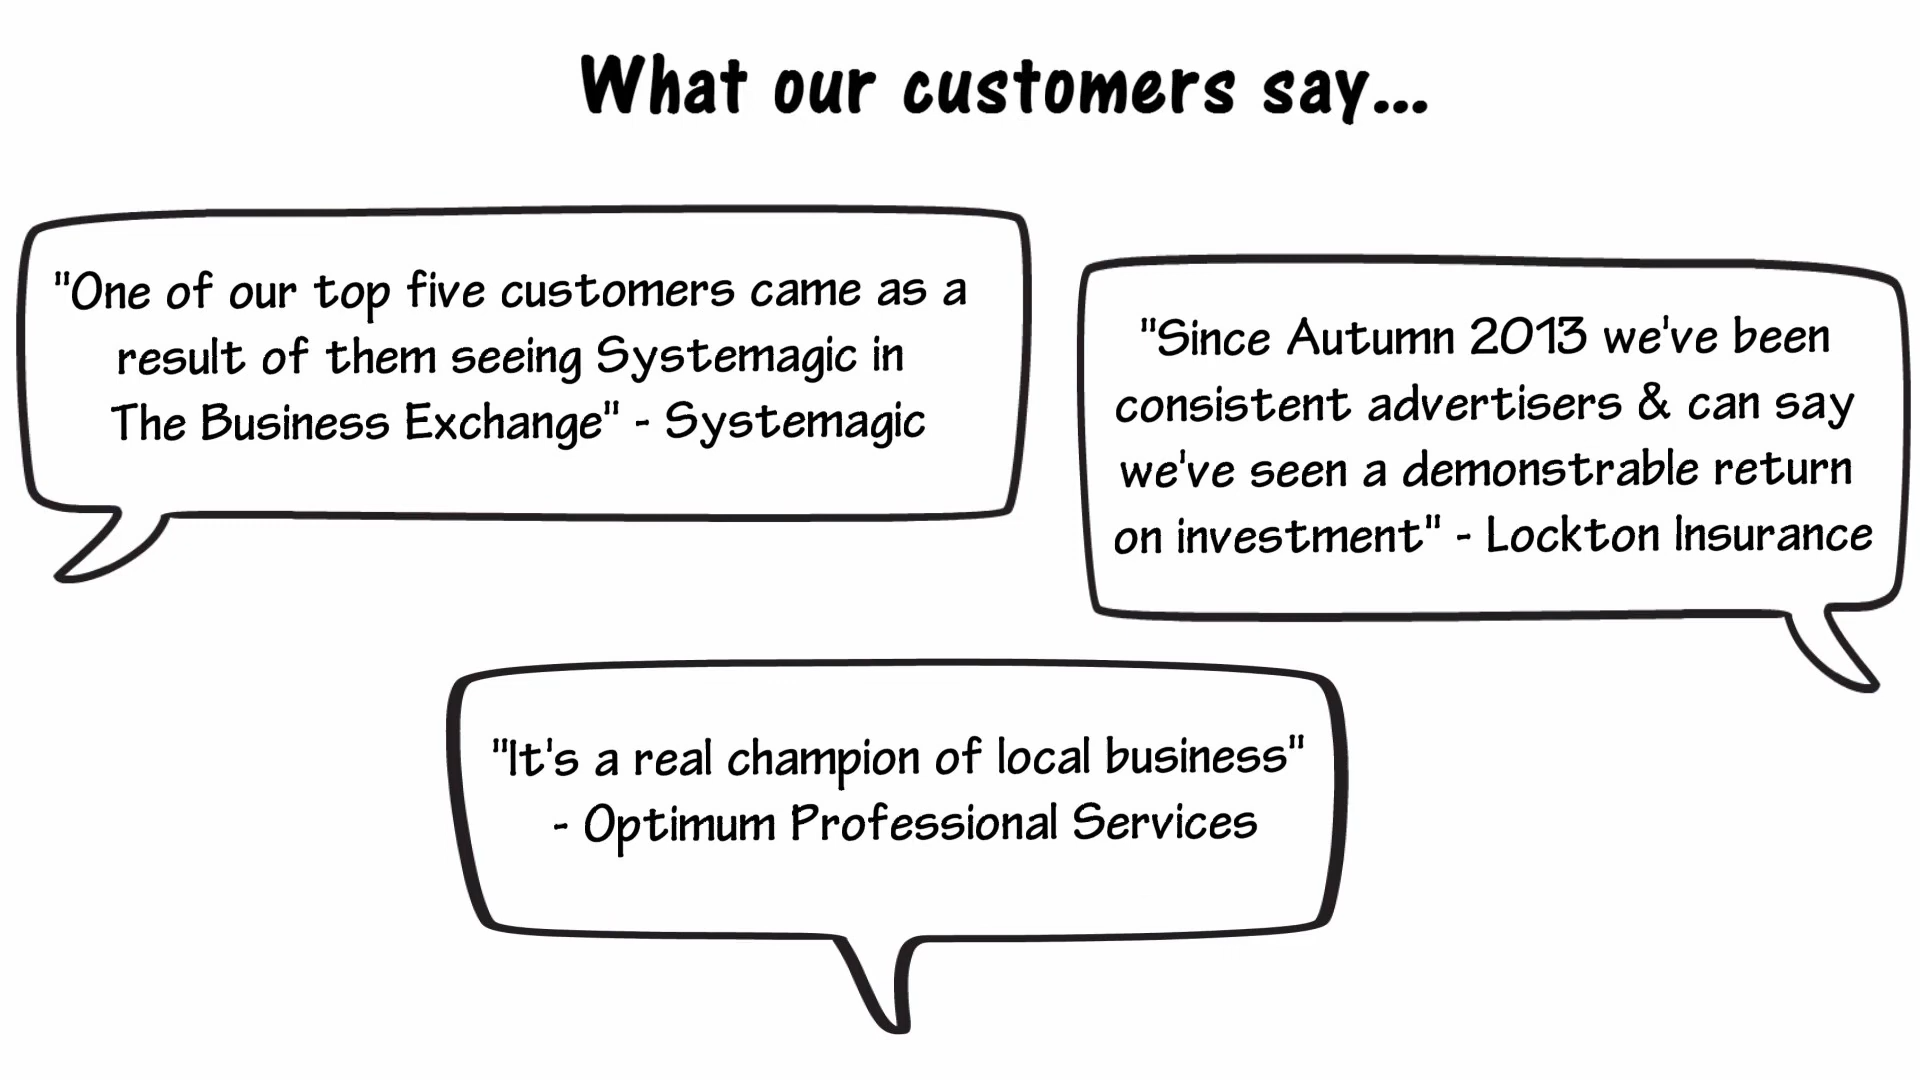 What our customers say...
"One of our top five customers came as a
result of them seeing Systemagic in
The Business Exchange" - Systemagic
"Since Autumn 2013 we've been
consistent advertisers & can say
we've seen a demonstrable return
on investment" - Lockton Insurance
"It's a real champion of local business"
- Optimum Professional Services